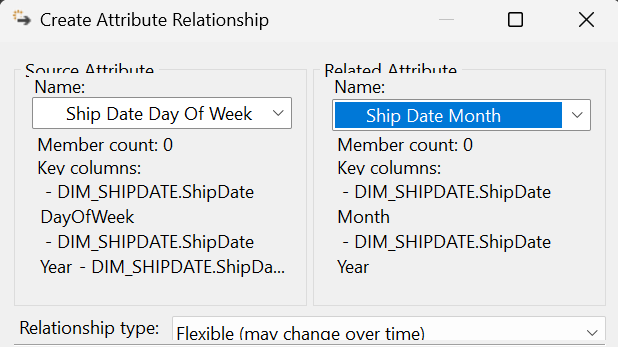 Create Attribute Relationship
Source Attribute
Name:
Ship Date Day Of Week
Member count: 0
Key columns:
- DIM_SHIPDATE.ShipDate
DayOfWeek
- DIM_SHIPDATE.ShipDate
Year - DIM_SHIPDATE.ShipDa...
Related Attribute
Name:
Ship Date Month
Member count: 0
Key columns:
- DIM_SHIPDATE.ShipDate
Month
- DIM_SHIPDATE.ShipDate
Year
Relationship type: Flexible (may change over time)